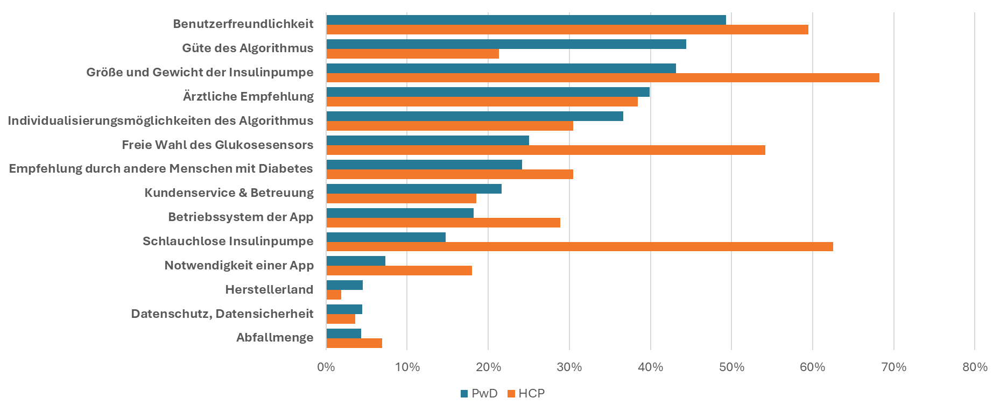 Benutzerfreundlichkeit
Güte des Algorithmus
Größe und Gewicht der Insulinpumpe
Ärztliche Empfehlung
Individualisierungsmöglichkeiten des Algorithmus
Freie Wahl des Glukosesensors
Empfehlung durch andere Menschen mit Diabetes
Kundenservice & Betreuung
Betriebssystem der App
Schlauchlose Insulinpumpe
Notwendigkeit einer App
Herstellerland
Datenschutz, Datensicherheit
Abfallmenge
0% 10% 20% 30% 40% 50% 60% 70% 80%
PwD HCP